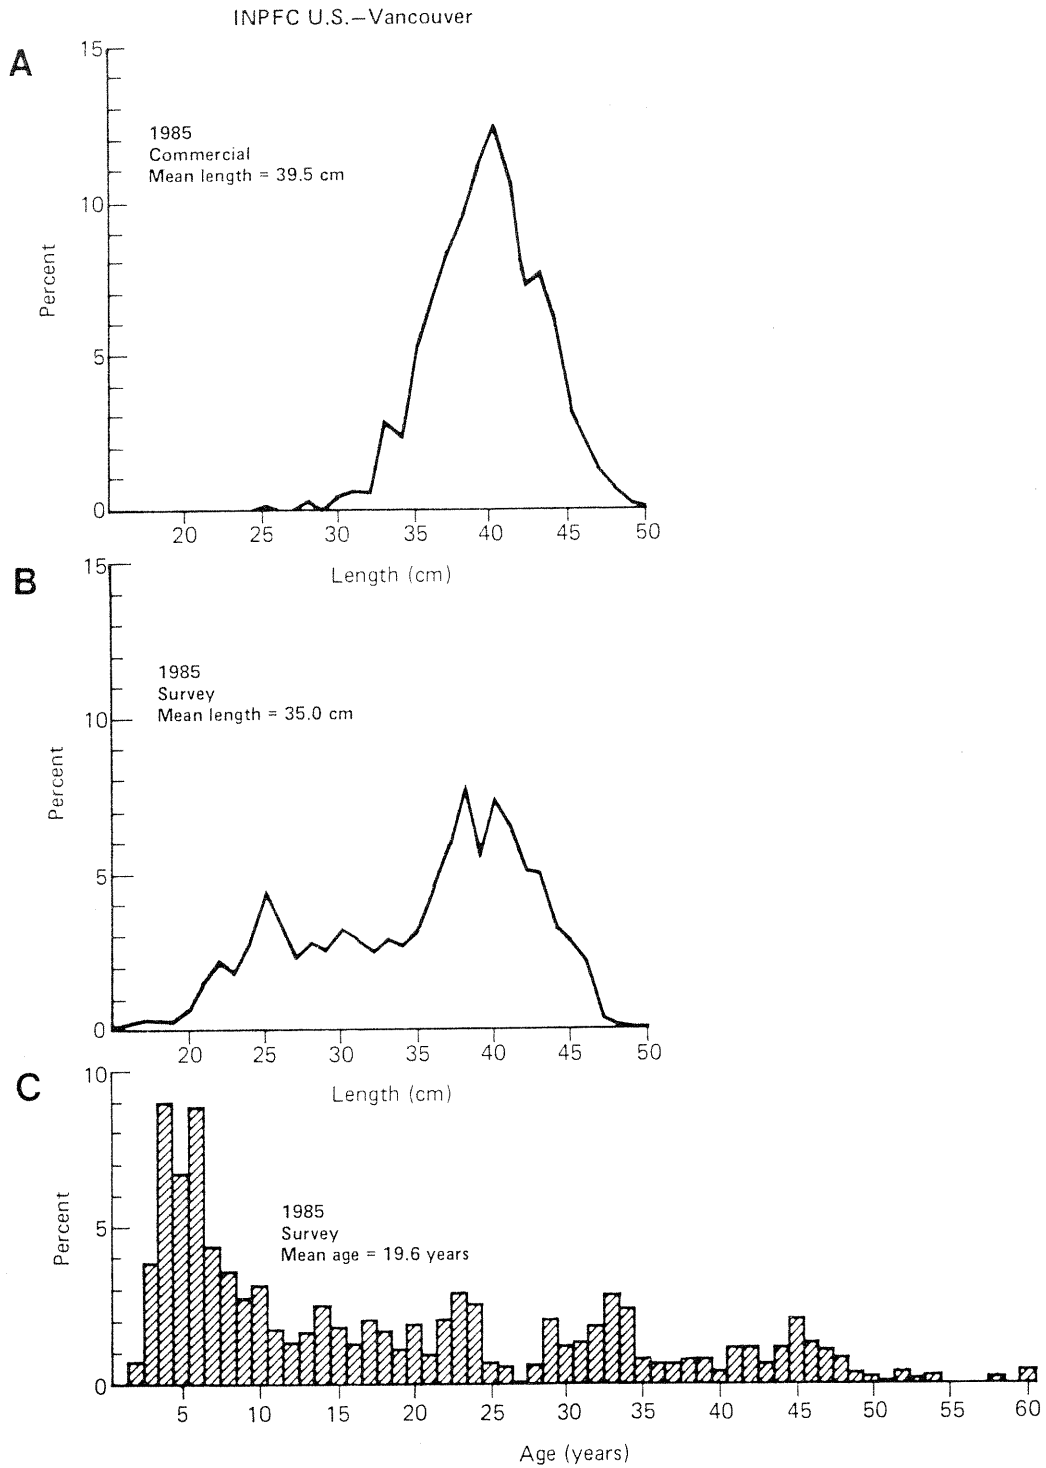 INPFC U.S.—Vancouver
A
15
10
5
0
Percent
1985
Commercial
Mean length = 39.5 cm
20 25 30 35 40 45 50
Length (cm)
B
15
10
5
0
Percent
1985
Survey
Mean length = 35.0 cm
20 25 30 35 40 45 50
Length (cm)
C
10
5
0
Percent
1985
Survey
Mean age = 19.6 years
5 10 15 20 25 30 35 40 45 50 55 60
Age (years)